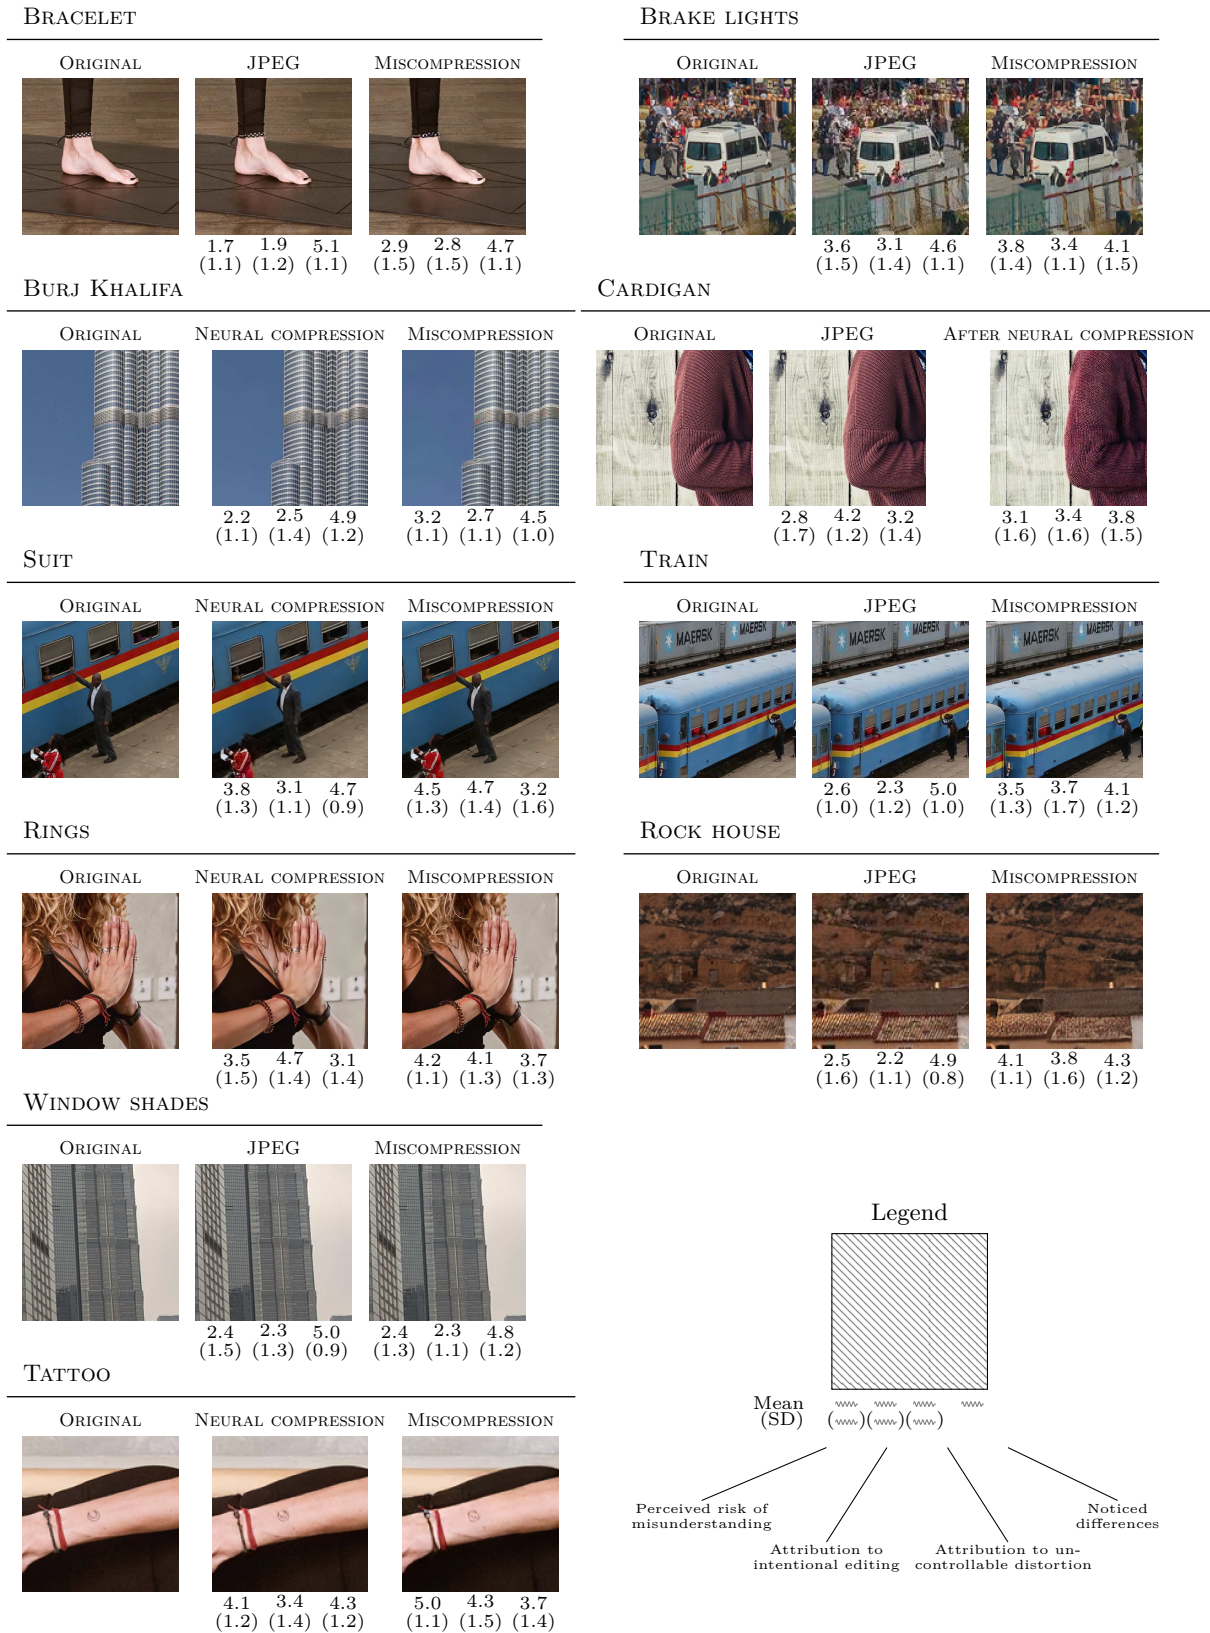 BRACELET
ORIGINAL JPEG MISCOMPRESSION
1.7 1.9 5.1 2.9 2.8 4.7
(1.1) (1.2) (1.1) (1.5) (1.5) (1.1)
BRAKE LIGHTS
ORIGINAL JPEG MISCOMPRESSION
3.6 3.1 4.6 3.8 3.4 4.1
(1.5) (1.4) (1.1) (1.4) (1.1) (1.5)
BURJ KHALIFA
ORIGINAL NEURAL COMPRESSION MISCOMPRESSION
2.2 2.5 4.9 3.2 2.7 4.5
(1.1) (1.4) (1.2) (1.1) (1.1) (1.0)
CARDIGAN
ORIGINAL JPEG AFTER NEURAL COMPRESSION
2.8 4.2 3.2 3.1 3.4 3.8
(1.7) (1.2) (1.4) (1.6) (1.6) (1.5)
SUIT
ORIGINAL NEURAL COMPRESSION MISCOMPRESSION
3.8 3.1 4.7 4.5 4.7 3.2
(1.3) (1.1) (0.9) (1.3) (1.4) (1.6)
TRAIN
ORIGINAL JPEG MISCOMPRESSION
MAERSK MAERSK MAERSK MAERSK MAERSK MAERSK
2.6 2.3 5.0 3.5 3.7 4.1
(1.0) (1.2) (1.0) (1.3) (1.7) (1.2)
RINGS
ORIGINAL NEURAL COMPRESSION MISCOMPRESSION
3.5 4.7 3.1 4.2 4.1 3.7
(1.5) (1.4) (1.4) (1.1) (1.3) (1.3)
ROCK HOUSE
ORIGINAL JPEG MISCOMPRESSION
2.5 2.2 4.9 4.1 3.8 4.3
(1.6) (1.1) (0.8) (1.1) (1.6) (1.2)
WINDOW SHADES
ORIGINAL JPEG MISCOMPRESSION
2.4 2.3 5.0 2.4 2.3 4.8
(1.5) (1.3) (0.9) (1.3) (1.1) (1.2)
TATTOO
ORIGINAL NEURAL COMPRESSION MISCOMPRESSION
4.1 3.4 4.3 5.0 4.3 3.7
(1.2) (1.4) (1.2) (1.1) (1.5) (1.4)
Legend
Mean
(SD)
Perceived risk of
misunderstanding
Attribution to
intentional editing
Attribution to un-
controllable distortion
Noticed
differences